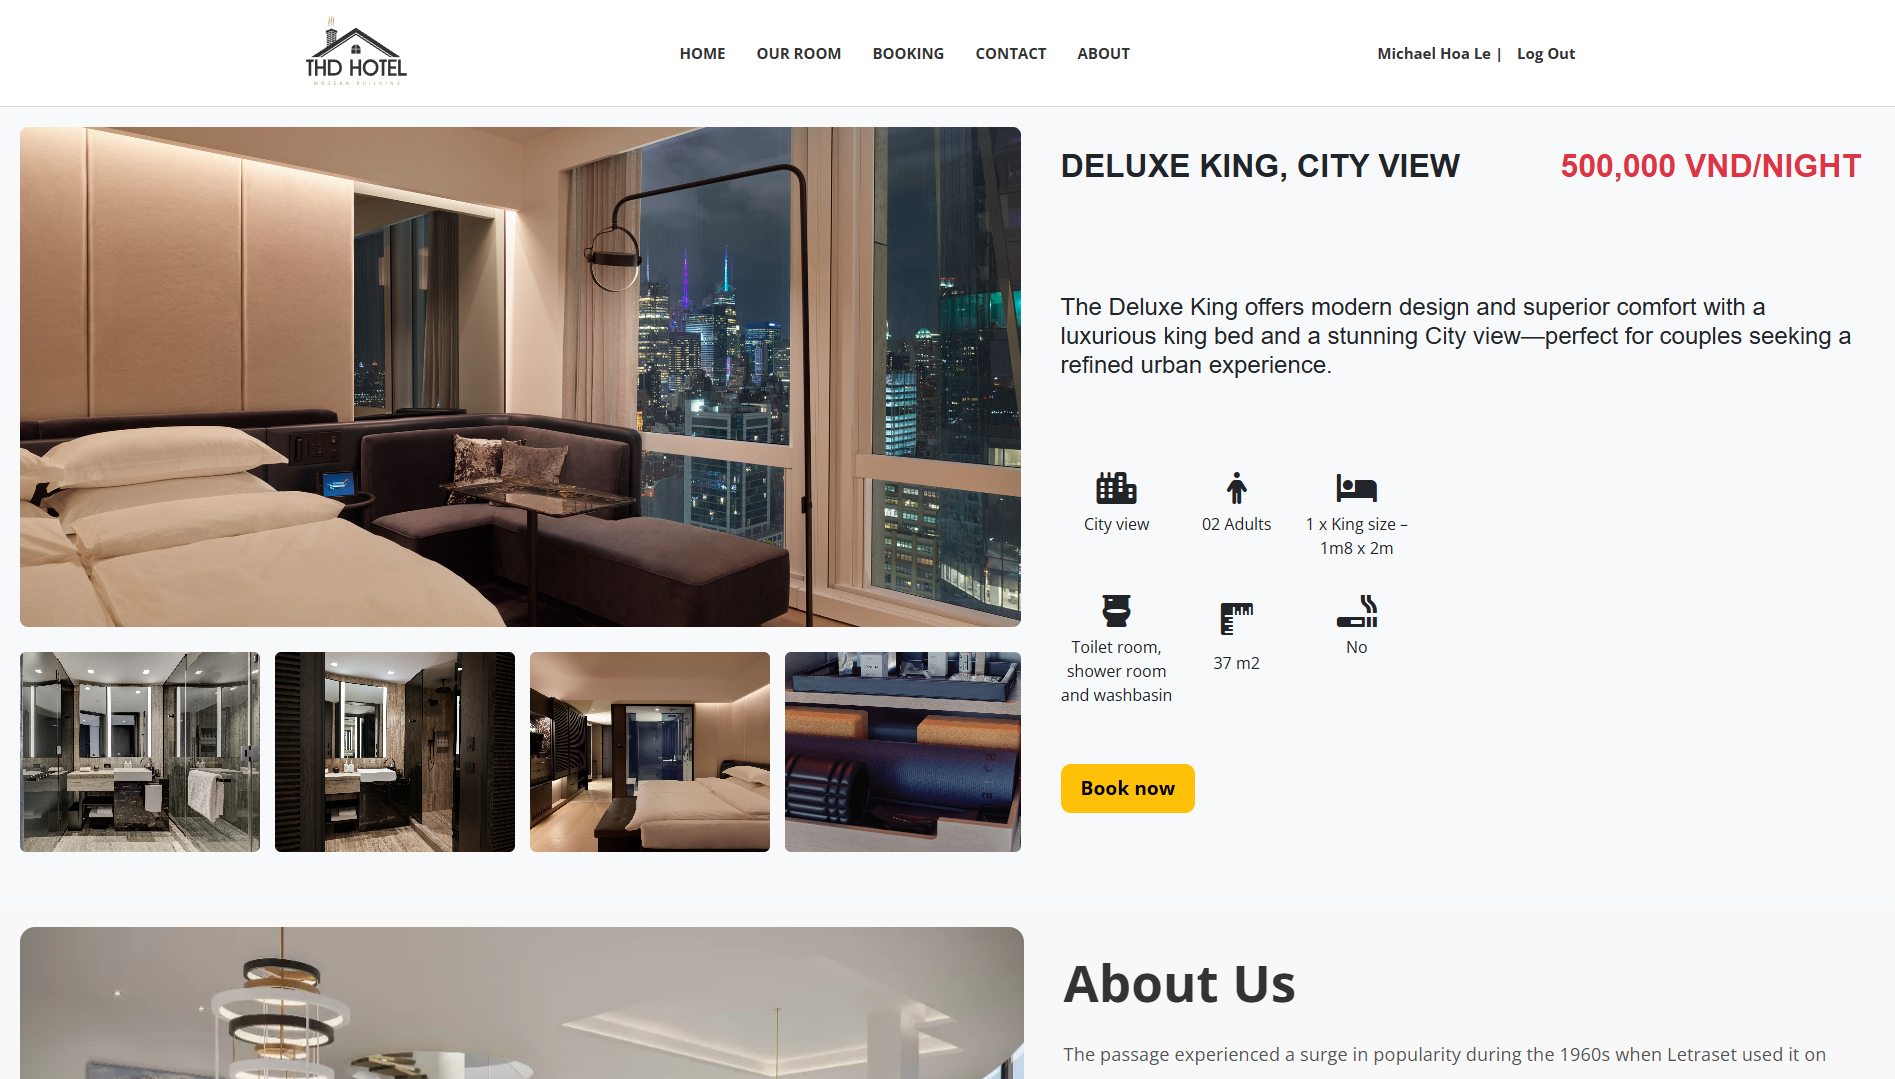 THD HOTEL
MODERN BUILDING
HOME OUR ROOM BOOKING CONTACT ABOUT
Michael Hoa Le | Log Out
DELUXE KING, CITY VIEW
500,000 VND/NIGHT
The Deluxe King offers modern design and superior comfort with a
luxurious king bed and a stunning City view—perfect for couples seeking a
refined urban experience.
City view
02 Adults
1 x King size –
1m8 x 2m
Toilet room,
shower room
and washbasin
37 m2
No
Book now
About Us
The passage experienced a surge in popularity during the 1960s when Letraset used it on